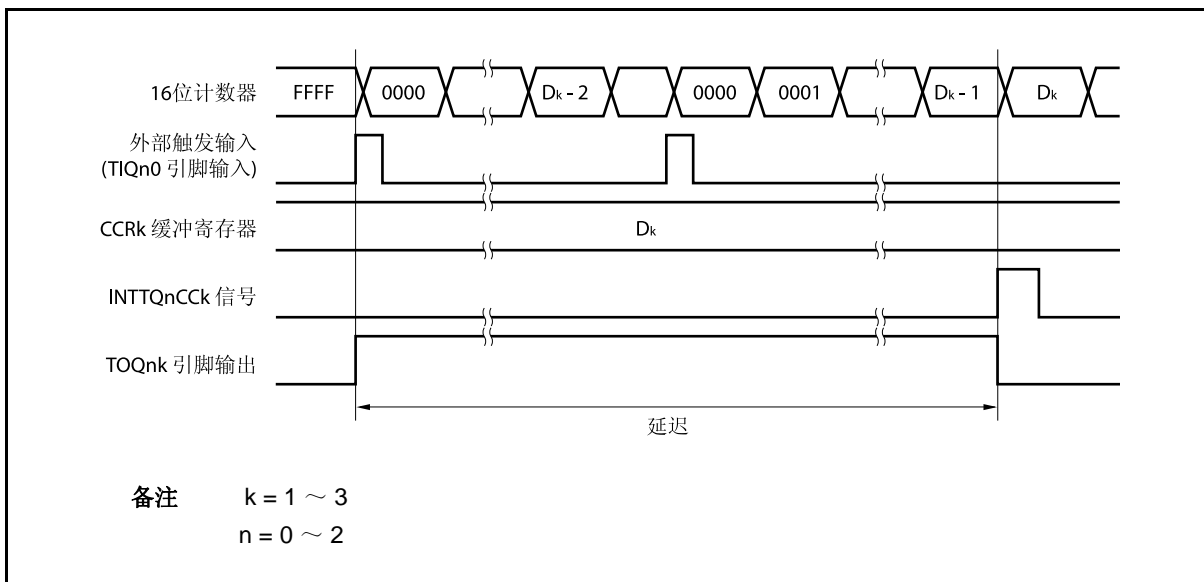 16位计数器 FFFF 0000 Dk - 2 0000 0001 Dk - 1 Dk
外部触发输入
(TIQn0 引脚输入)
CCRk 缓冲寄存器 Dk
INTTQnCCk 信号
TOQnk 引脚输出
延迟
备注 k = 1 ～ 3
n = 0 ～ 2